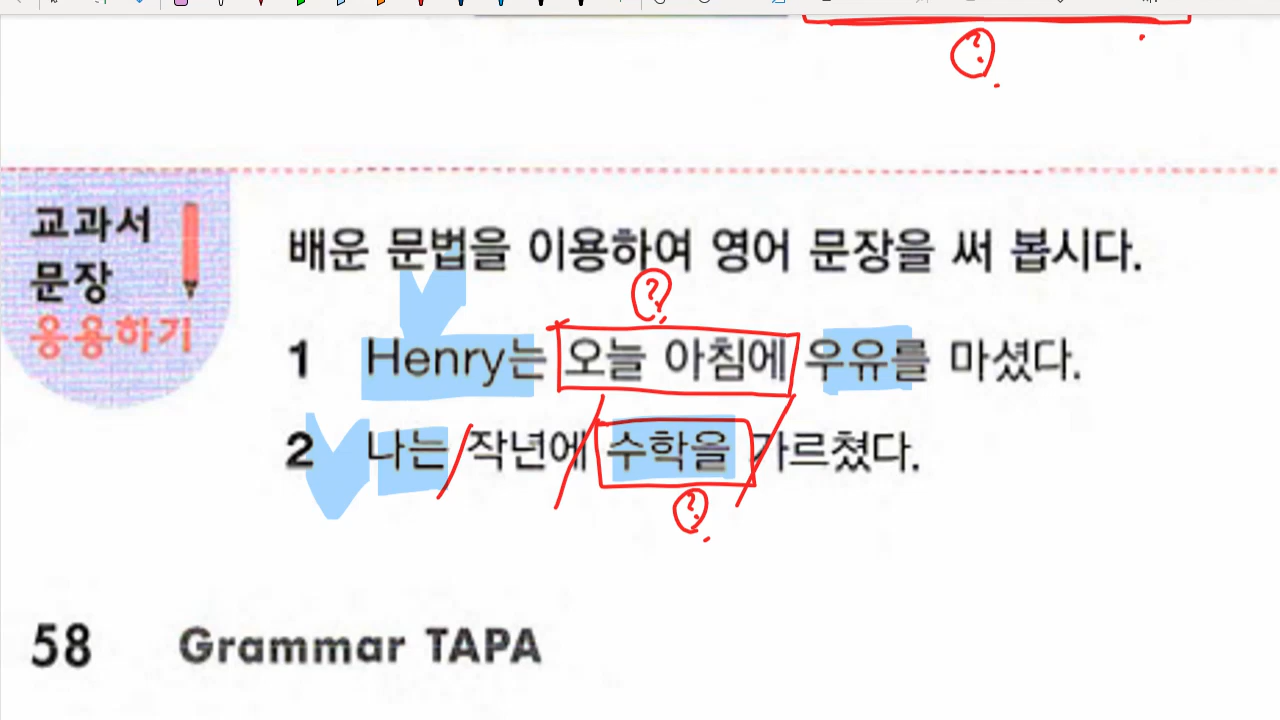 교과서
문장
응용하기
배운 문법을 이용하여 영어 문장을 써 봅시다.
1 Henry는 오늘 아침에 우유를 마셨다.
2 나는 작년에 수학을 가르쳤다.
58 Grammar TAPA